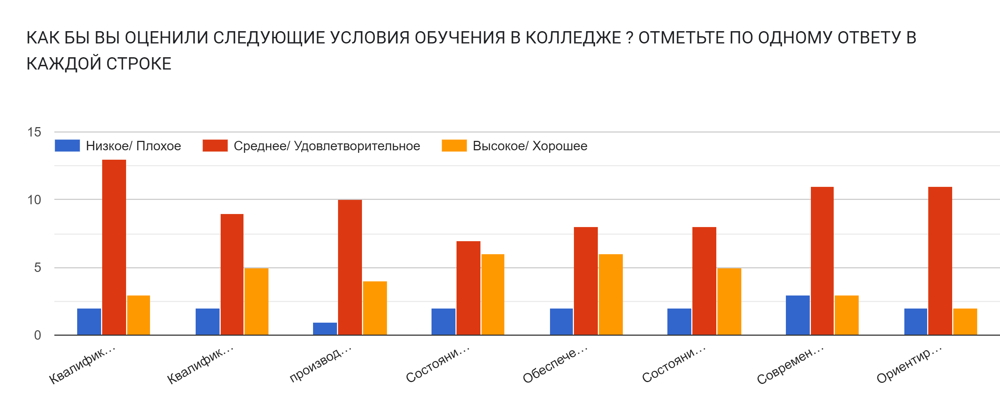 КАК БЫ ВЫ ОЦЕНИЛИ СЛЕДУЮЩИЕ УСЛОВИЯ ОБУЧЕНИЯ В КОЛЛЕДЖЕ ? ОТМЕТЬТЕ ПО ОДНОМУ ОТВЕТУ В
КАЖДОЙ СТРОКЕ
15
Низкое/ Плохое Среднее/ Удовлетворительное Высокое/ Хорошее
10
5
0
Квалифик... Квалифик... производ... Состояни... Обеспече... Состояни... Современ... Ориентир...